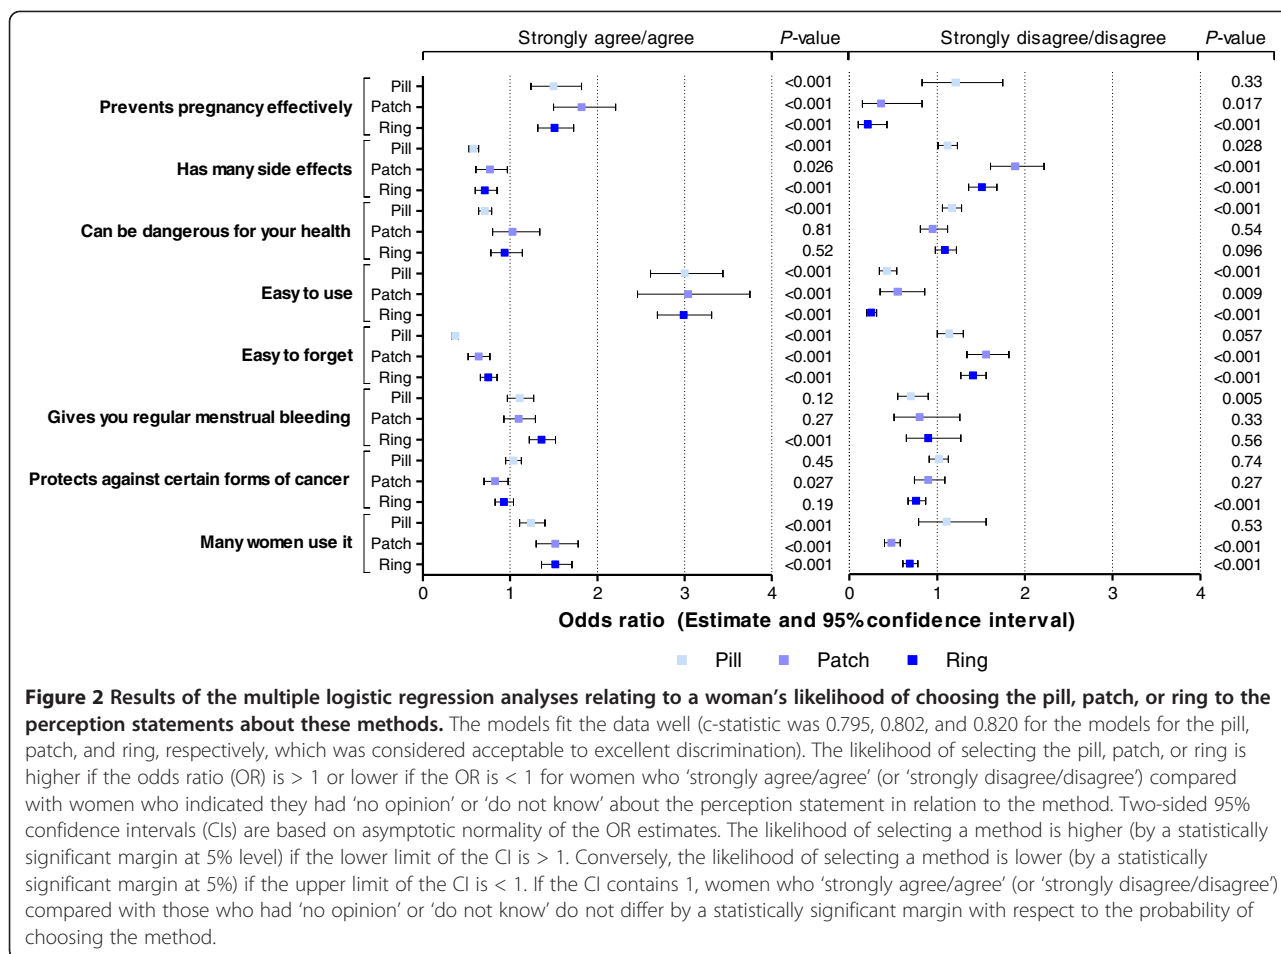 Strongly agree/agree P-value Strongly disagree/disagree P-value
Prevents pregnancy effectively
Pill <0.001 0.33
Patch <0.001 0.017
Ring <0.001 <0.001
Has many side effects
Pill <0.001 0.028
Patch 0.026 <0.001
Ring <0.001 <0.001
Can be dangerous for your health
Pill <0.001 <0.001
Patch 0.81 0.54
Ring 0.52 0.096
Easy to use
Pill <0.001 <0.001
Patch <0.001 0.009
Ring <0.001 <0.001
Easy to forget
Pill <0.001 0.057
Patch <0.001 <0.001
Ring <0.001 <0.001
Gives you regular menstrual bleeding
Pill 0.12 0.005
Patch 0.27 0.33
Ring <0.001 0.56
Protects against certain forms of cancer
Pill 0.45 0.74
Patch 0.027 0.27
Ring 0.19 <0.001
Many women use it
Pill <0.001 0.53
Patch <0.001 <0.001
Ring <0.001 <0.001
0 1 2 3 4 0 1 2 3 4
Odds ratio (Estimate and 95% confidence interval)
Pill Patch Ring
Figure 2 Results of the multiple logistic regression analyses relating to a woman's likelihood of choosing the pill, patch, or ring to the
perception statements about these methods. The models fit the data well (c-statistic was 0.795, 0.802, and 0.820 for the models for the pill,
patch, and ring, respectively, which was considered acceptable to excellent discrimination). The likelihood of selecting the pill, patch, or ring is
higher if the odds ratio (OR) is > 1 or lower if the OR is < 1 for women who 'strongly agree/agree' (or 'strongly disagree/disagree') compared
with women who indicated they had 'no opinion' or 'do not know' about the perception statement in relation to the method. Two-sided 95%
confidence intervals (CIs) are based on asymptotic normality of the OR estimates. The likelihood of selecting a method is higher (by a statistically
significant margin at 5% level) if the lower limit of the CI is > 1. Conversely, the likelihood of selecting a method is lower (by a statistically
significant margin at 5%) if the upper limit of the CI is < 1. If the CI contains 1, women who 'strongly agree/agree' (or 'strongly disagree/disagree')
compared with those who had 'no opinion' or 'do not know' do not differ by a statistically significant margin with respect to the probability of
choosing the method.